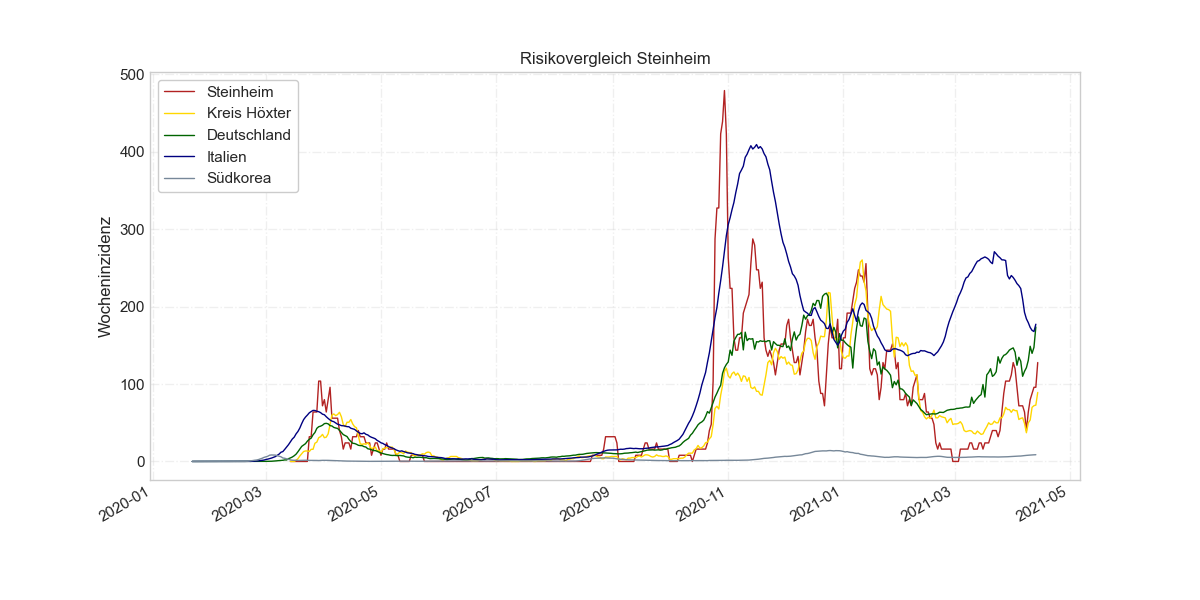 Risikovergleich Steinheim
Wocheninzidenz
500
400
300
200
100
0
Steinheim
Kreis Höxter
Deutschland
Italien
Südkorea
2020-01
2020-03
2020-05
2020-07
2020-09
2020-11
2021-01
2021-03
2021-05